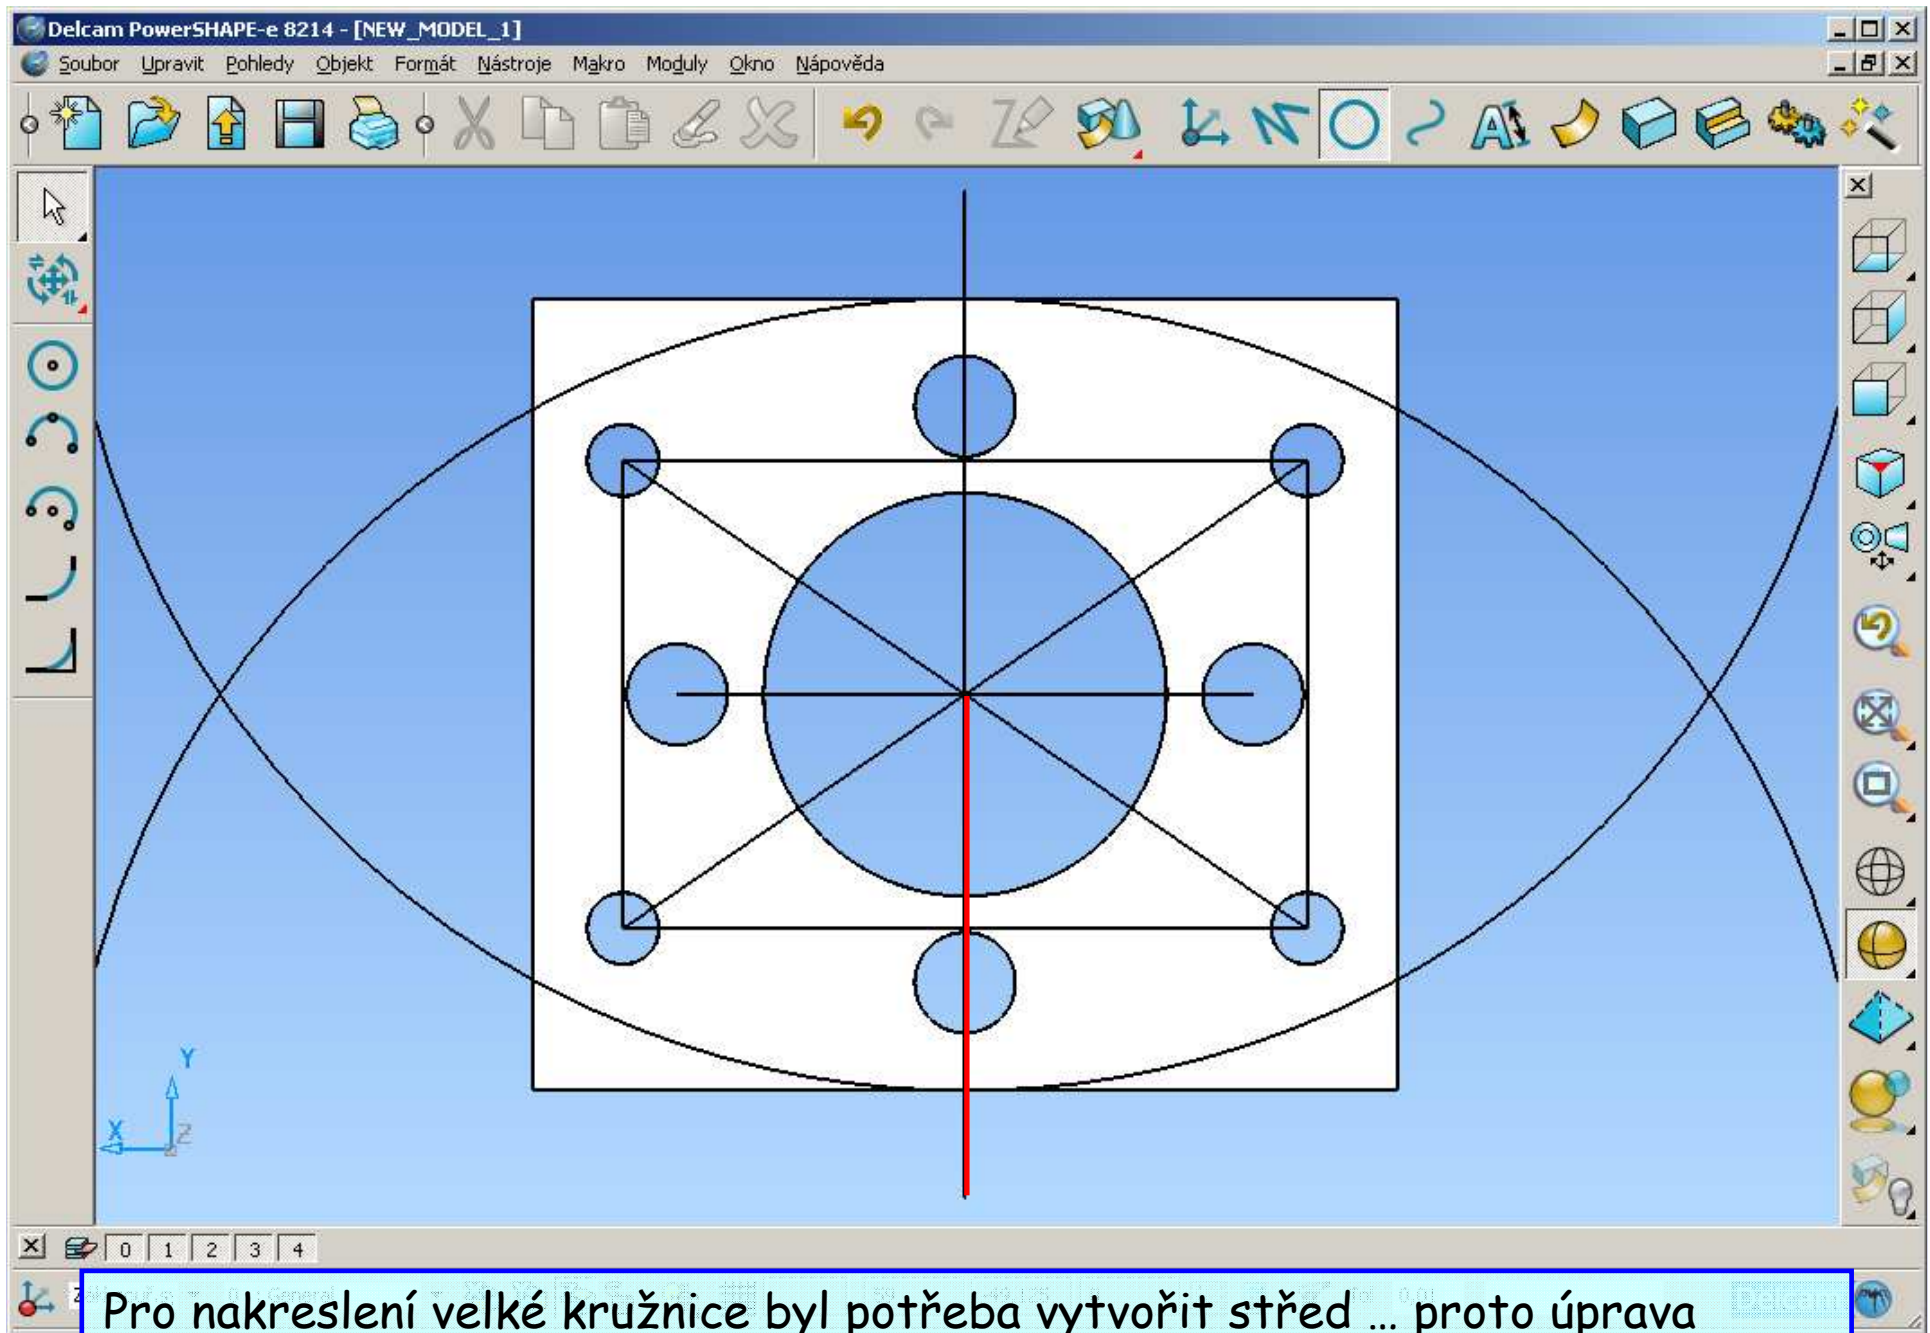 Delcam PowerSHAPE-e 8214 - [NEW_MODEL_1]
Soubor Upravit Pohledy Objekt Formát Nástroje Makro Moduly Okno Nápověda
Y
X Z
0 1 2 3 4
Pro nakreslení velké kružnice byl potřeba vytvořit střed ... proto úprava